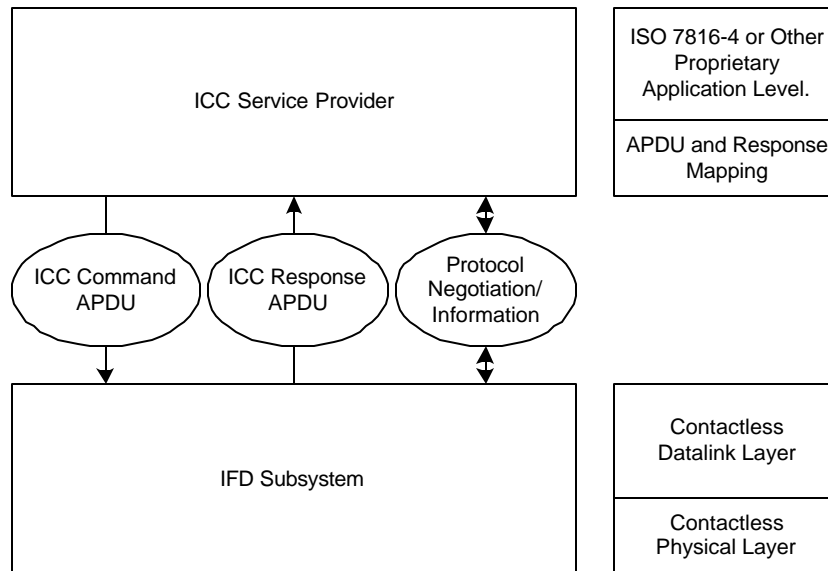 ICC Service Provider
ISO 7816-4 or Other
Proprietary
Application Level.
APDU and Response
Mapping
ICC Command
APDU
ICC Response
APDU
Protocol
Negotiation/
Information
IFD Subsystem
Contactless
Datalink Layer
Contactless
Physical Layer